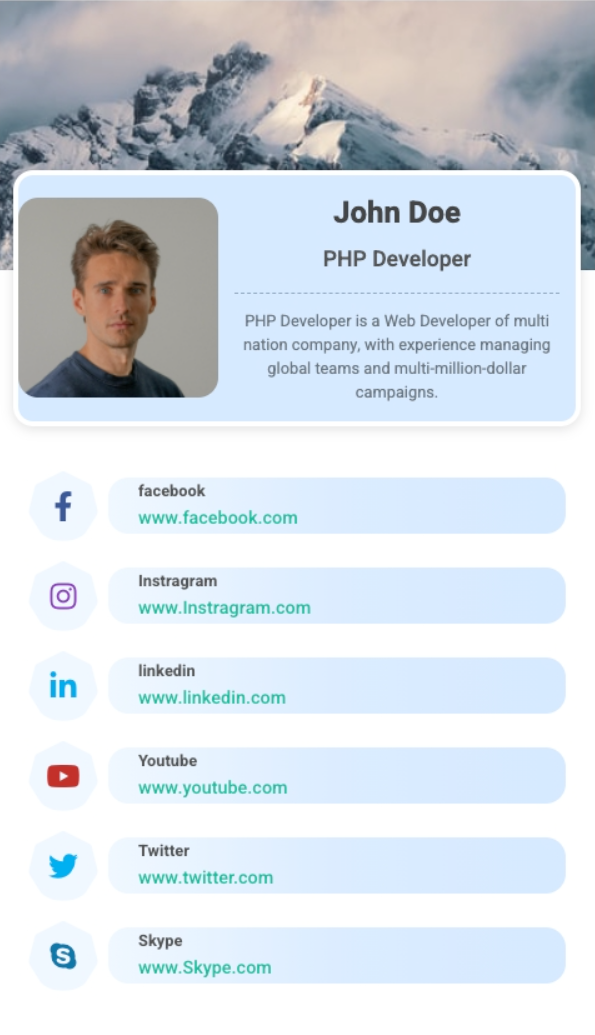 John Doe
PHP Developer
PHP Developer is a Web Developer of multi
nation company, with experience managing
global teams and multi-million-dollar
campaigns.
facebook
www.facebook.com
Instragram
www.Instragram.com
linkedin
www.linkedin.com
Youtube
www.youtube.com
Twitter
www.twitter.com
Skype
www.Skype.com